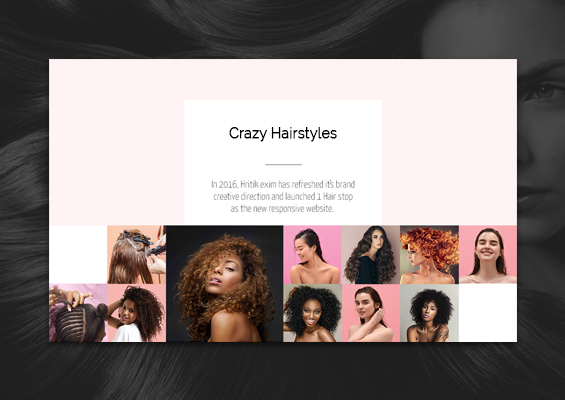 Crazy Hairstyles
In 2016, Hritik exim has refreshed it's brand
creative direction and launched 1 Hair stop
as the new responsive website.